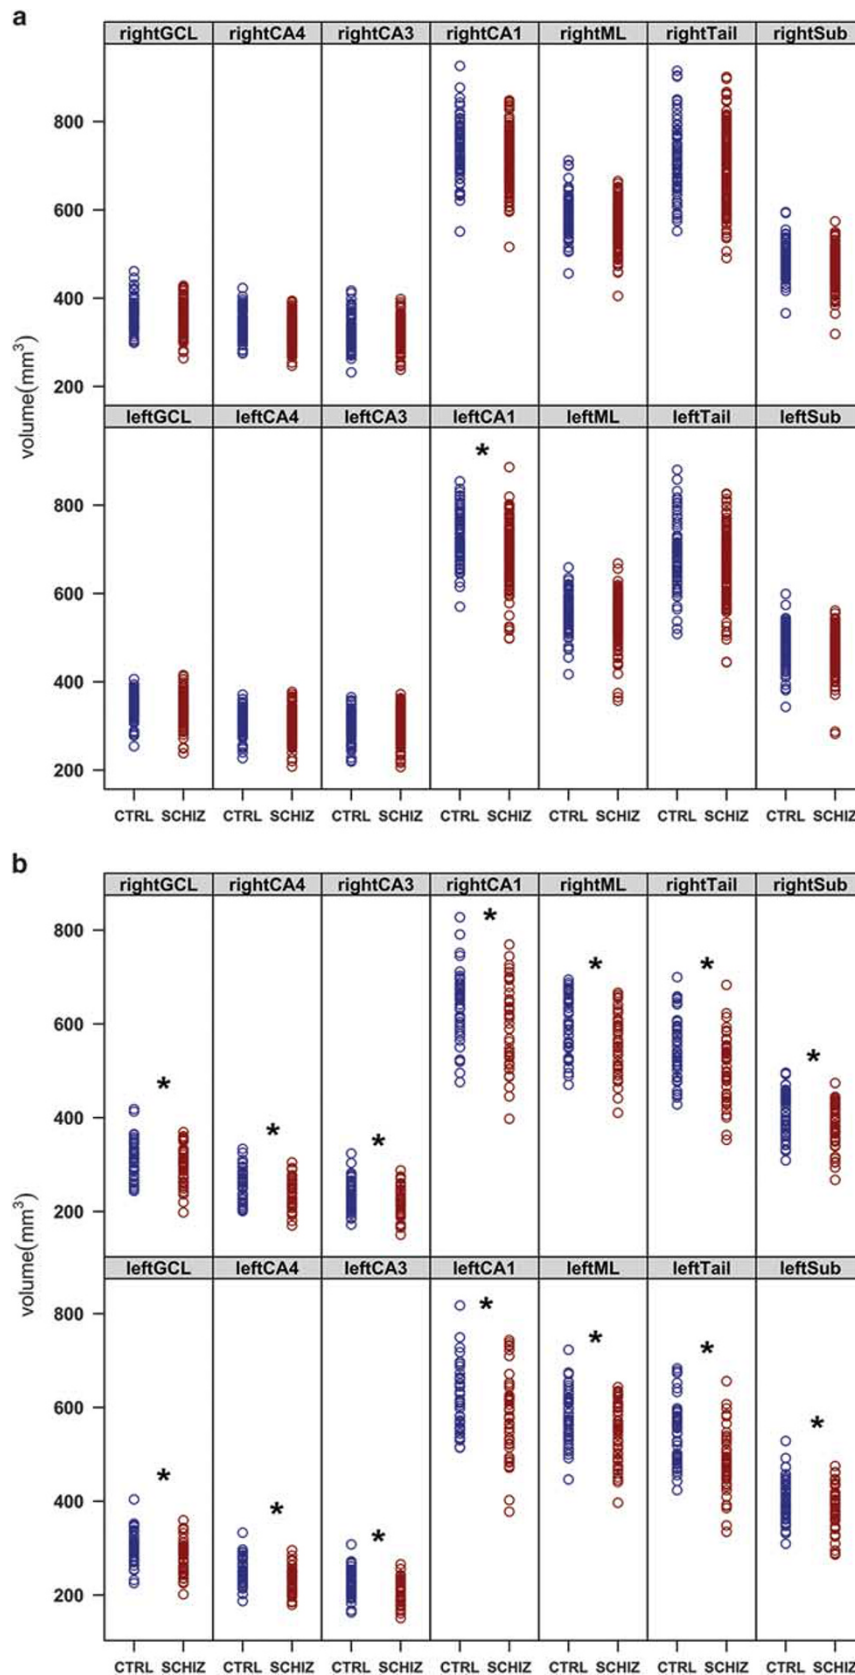 a
rightGCL rightCA4 rightCA3 rightCA1 rightML rightTail rightSub
800
600
400
200
volume(mm³)
leftGCL leftCA4 leftCA3 leftCA1 leftML leftTail leftSub
*
800
600
400
200
CTRL SCHIZ CTRL SCHIZ CTRL SCHIZ CTRL SCHIZ CTRL SCHIZ CTRL SCHIZ CTRL SCHIZ
b
rightGCL rightCA4 rightCA3 rightCA1 rightML rightTail rightSub
* * * * * * *
800
600
400
200
volume(mm³)
leftGCL leftCA4 leftCA3 leftCA1 leftML leftTail leftSub
* * * * * * *
800
600
400
200
CTRL SCHIZ CTRL SCHIZ CTRL SCHIZ CTRL SCHIZ CTRL SCHIZ CTRL SCHIZ CTRL SCHIZ